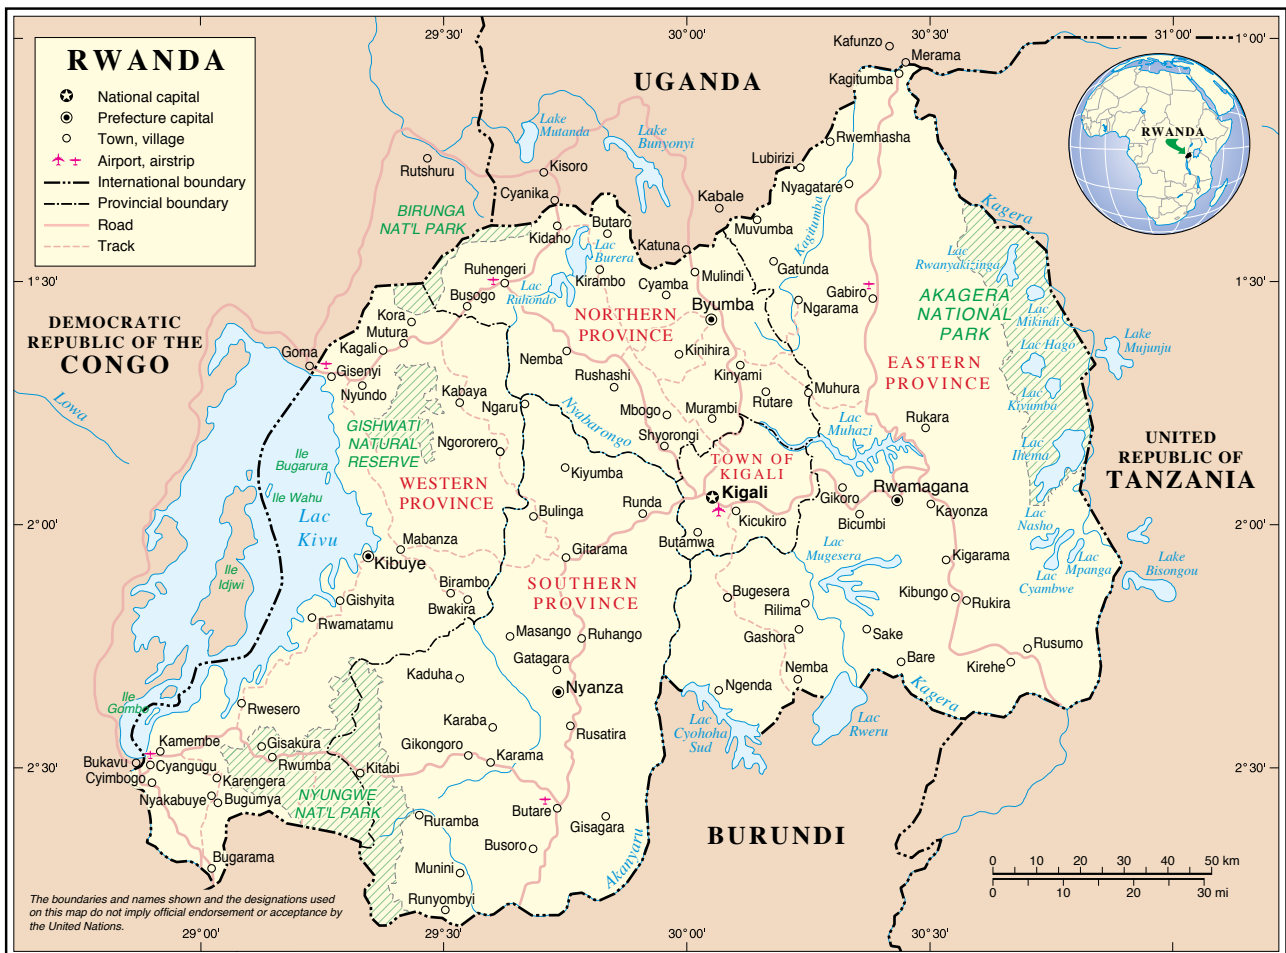 29°30'
30°00'
31°00'
1°00'
RWANDA
National capital
Prefecture capital
Town, village
Airport, airstrip
International boundary
Provincial boundary
Road
Track
UGANDA
Kafunzo
Merama
Kagitumba
RWANDA
Lake
Mutanda
Lake
Bunyonyi
Rutshuru
Kisoro
Cyanika
BIRUNGA
NAT'L PARK
Kabale
Rwemhasha
Lubirizi
Nyagatare
Kagitumba
Kagera
Butaro
Kidaho
Lac
Burera
Katuna
Muvumba
Ruhengeri
Kirambo
Mulindi
Gatunda
Lac
Rwanyakizinga
1°30'
1°30'
Busogo
Lac
Ruhondo
Cyamba
Byumba
Gabiro
Ngarama
AKAGERA
NATIONAL
PARK
Lac
Mikindi
NORTHERN
PROVINCE
DEMOCRATIC
REPUBLIC OF THE
CONGO
Kora
Mutura
Kagali
Goma
Gisenyi
Nyundo
Nemba
Rushashi
Kinihira
Kinyami
Lac Hago
Lake
Mujunju
EASTERN
PROVINCE
Lowa
Kabaya
Ngaru
Nyabarongo
Mbogo
Murambi
Rutare
Muhura
Lac
Kivumba
Lac
Muhazi
Rukara
GISHWATI
NATURAL
RESERVE
Ngororero
Shyorongi
Lac
Ihema
UNITED
REPUBLIC OF
TANZANIA
Ile
Bugarura
Ile Wahu
Lac
Kivu
WESTERN
PROVINCE
Kiyumba
TOWN OF
KIGALI
Kigali
Gikoro
Rwamagana
Runda
Bulinga
Kicukiro
Bicumbi
Kayonza
Lac
Nasho
2°00'
2°00'
Mabanza
Kibuye
Gitarama
Butamwa
Lac
Mugesera
Kigarama
Lac
Mpanga
Lac
Cyambwe
Lake
Bisongou
Ile
Idjwi
Birambo
Bwakira
SOUTHERN
PROVINCE
Bugesera
Rilima
Kibungo
Rukira
Gishyita
Rwamatamu
Masango
Ruhango
Gashora
Sake
Rusumo
Gatagara
Kaduha
Nyanza
Nemba
Bare
Kirehe
Ngenda
Kagera
Ile
Gombo
Rwesero
Karaba
Rusatira
Lac
Cyohoha
Sud
Lac
Rweru
Kamembe
Gisakura
Gikongoro
Karama
Bukavu
Cyangugu
Rwumba
Kitabi
2°30'
2°30'
Cyimbogo
Karengera
Nyakabuye
Bugumya
NYUNGWE
NAT'L PARK
Butare
Gisagara
Ruramba
BURUNDI
Busoro
Akanyaru
Bugarama
Munini
Runyombyi
0 10 20 30 40 50 km
0 10 20 30 mi
The boundaries and names shown and the designations used
on this map do not imply official endorsement or acceptance by
the United Nations.
29°00'
29°30'
30°00'
30°30'